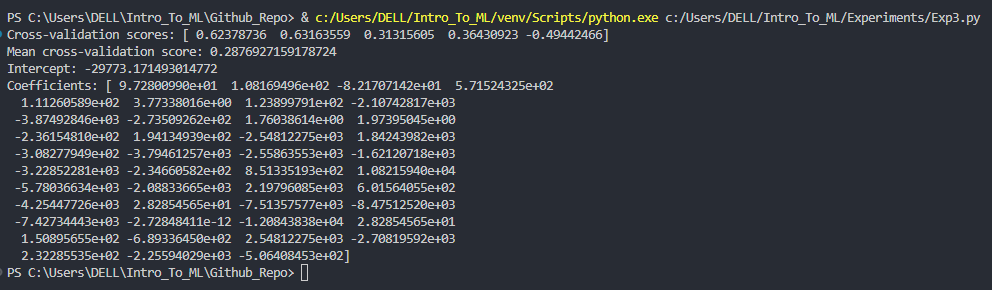 PS C:\Users\DELL\Intro_To_ML\Github_Repo> & c:/Users/DELL/Intro_To_ML/venv/Scripts/python.exe c:/Users/DELL/Intro_To_ML/Experiments/Exp3.py
Cross-validation scores: [ 0.62378736  0.63163559  0.31315605  0.36430923 -0.49442466]
Mean cross-validation score: 0.2876927159178724
Intercept: -29773.171493014772
Coefficients: [ 9.72800990e+01  1.08169496e+02 -8.21707142e+01  5.71524325e+02
  1.11260589e+02  3.77338016e+00  1.23899791e+02 -2.10742817e+03
 -3.87492846e+03 -2.73509262e+02  1.76038614e+00  1.97395045e+00
 -2.36154810e+02  1.94134939e+02 -2.54812275e+03  1.84243982e+03
 -3.08277949e+02 -3.79461257e+03 -2.55863553e+03 -1.62120718e+03
 -3.22852281e+03 -2.34660582e+02  8.51335193e+02  1.08215940e+04
 -5.78036634e+03 -2.08833665e+03  2.19796085e+03  6.01564055e+02
 -4.25447726e+03  2.82854565e+01 -7.51357577e+03 -8.47512520e+03
 -7.42734443e+03 -2.72848411e-12 -1.20843838e+04  2.82854565e+01
  1.50895655e+02 -6.89336450e+02  2.54812275e+03 -2.70819592e+03
  2.32285535e+02 -2.25594029e+03 -5.06408453e+02]
PS C:\Users\DELL\Intro_To_ML\Github_Repo>